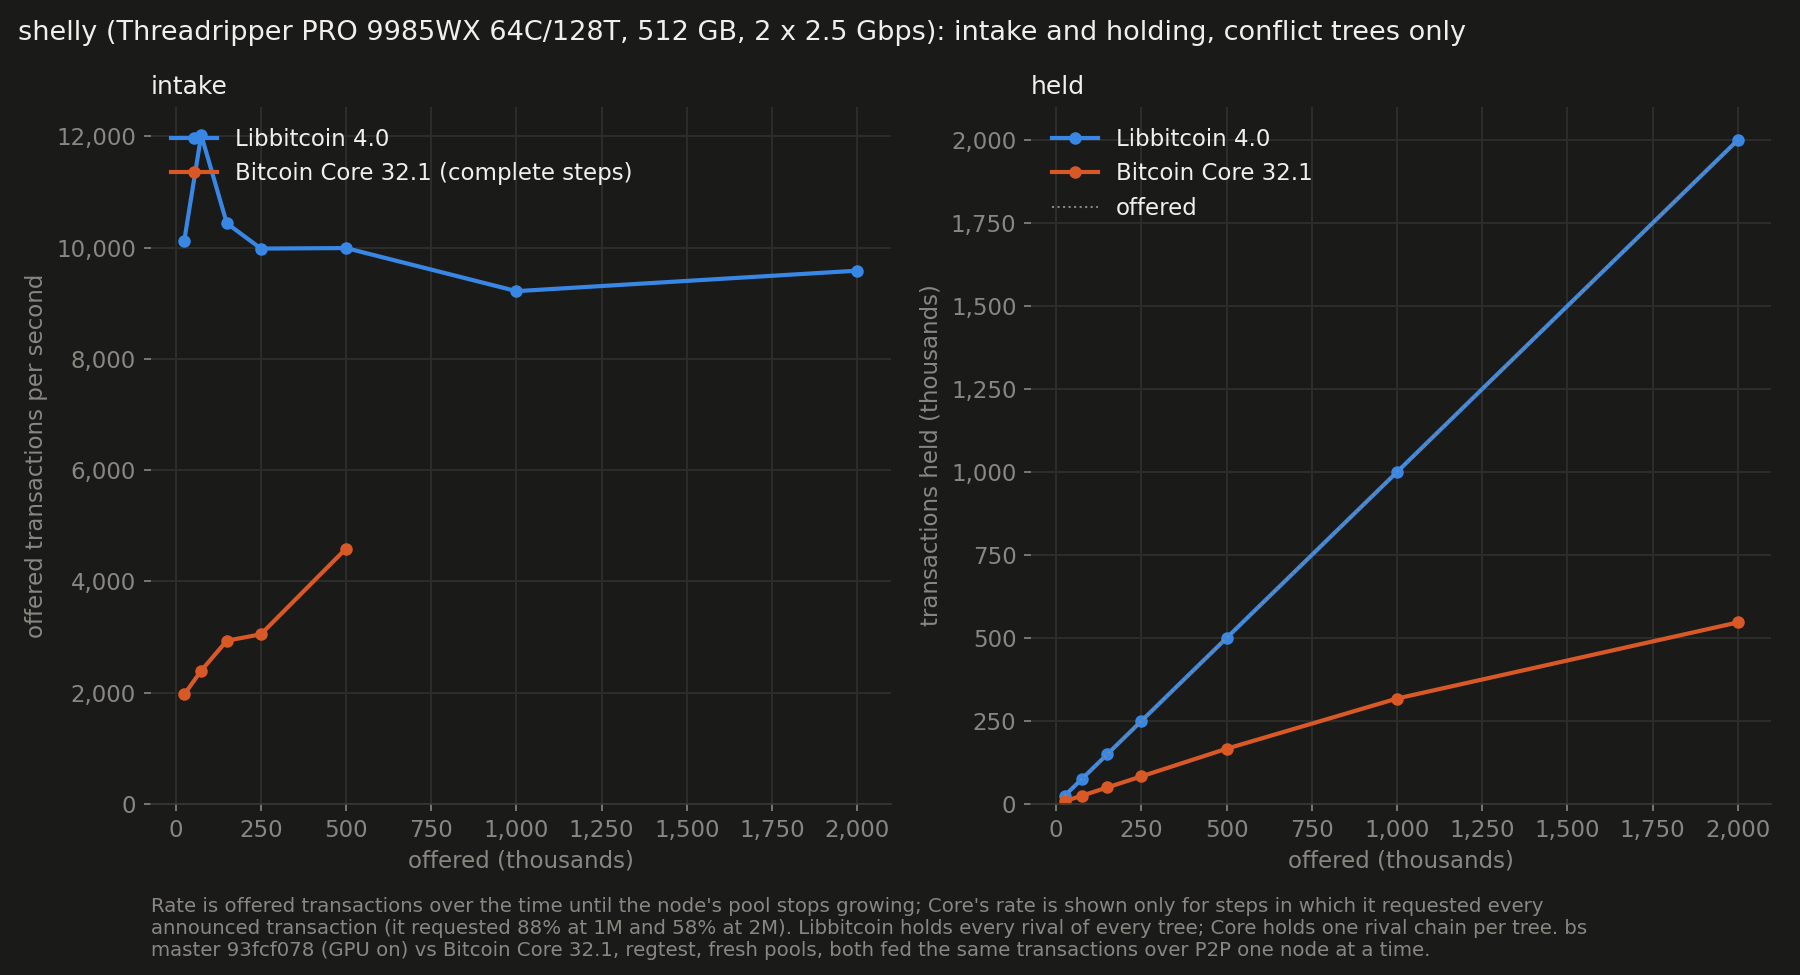 shelly (Threadripper PRO 9985WX 64C/128T, 512 GB, 2 x 2.5 Gbps): intake and holding, conflict trees only
intake
Libbitcoin 4.0
Bitcoin Core 32.1 (complete steps)
offered transactions per second
12,000
10,000
8,000
6,000
4,000
2,000
0
0 250 500 750 1,000 1,250 1,500 1,750 2,000
offered (thousands)
held
Libbitcoin 4.0
Bitcoin Core 32.1
offered
transactions held (thousands)
2,000
1,750
1,500
1,250
1,000
750
500
250
0
0 250 500 750 1,000 1,250 1,500 1,750 2,000
offered (thousands)
Rate is offered transactions over the time until the node's pool stops growing; Core's rate is shown only for steps in which it requested every
announced transaction (it requested 88% at 1M and 58% at 2M). Libbitcoin holds every rival of every tree; Core holds one rival chain per tree. bs
master 93fcf078 (GPU on) vs Bitcoin Core 32.1, regtest, fresh pools, both fed the same transactions over P2P one node at a time.